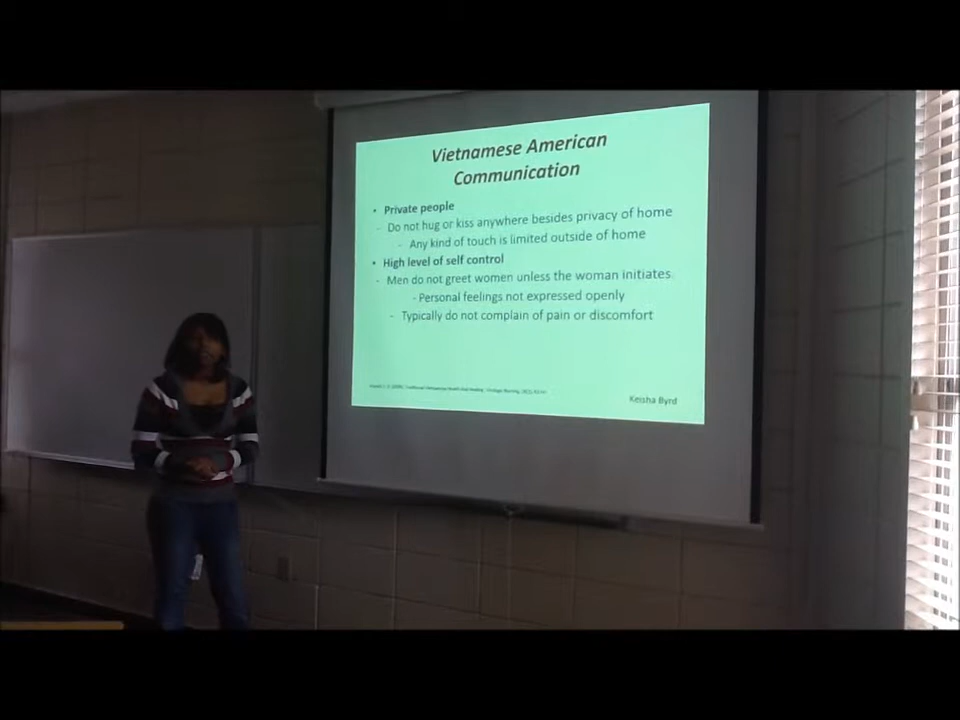 Vietnamese American
Communication
• Private people
- Do not hug or kiss anywhere besides privacy of home
- Any kind of touch is limited outside of home
• High level of self control
- Men do not greet women unless the woman initiates
- Personal feelings not expressed openly
- Typically do not complain of pain or discomfort
Keisha Byrd